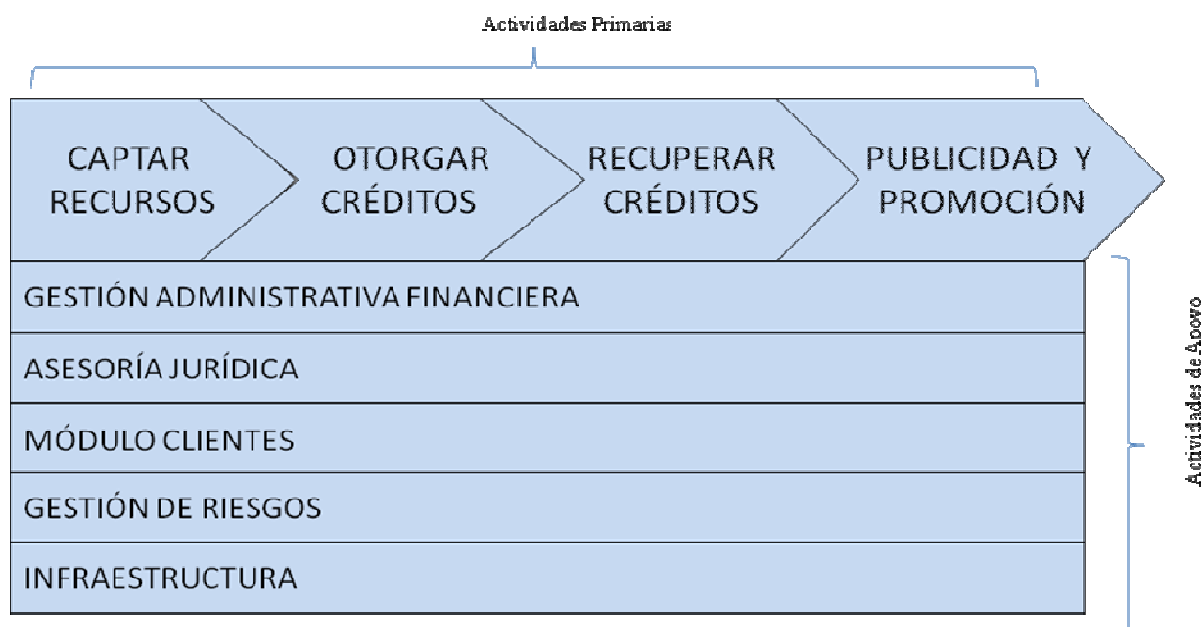 Actividades Primarias
CAPTAR
RECURSOS
OTORGAR
CRÉDITOS
RECUPERAR
CRÉDITOS
PUBLICIDAD Y
PROMOCIÓN
GESTIÓN ADMINISTRATIVA FINANCIERA
ASESORÍA JURÍDICA
MÓDULO CLIENTES
GESTIÓN DE RIESGOS
INFRAESTRUCTURA
Actividades de Apoyo